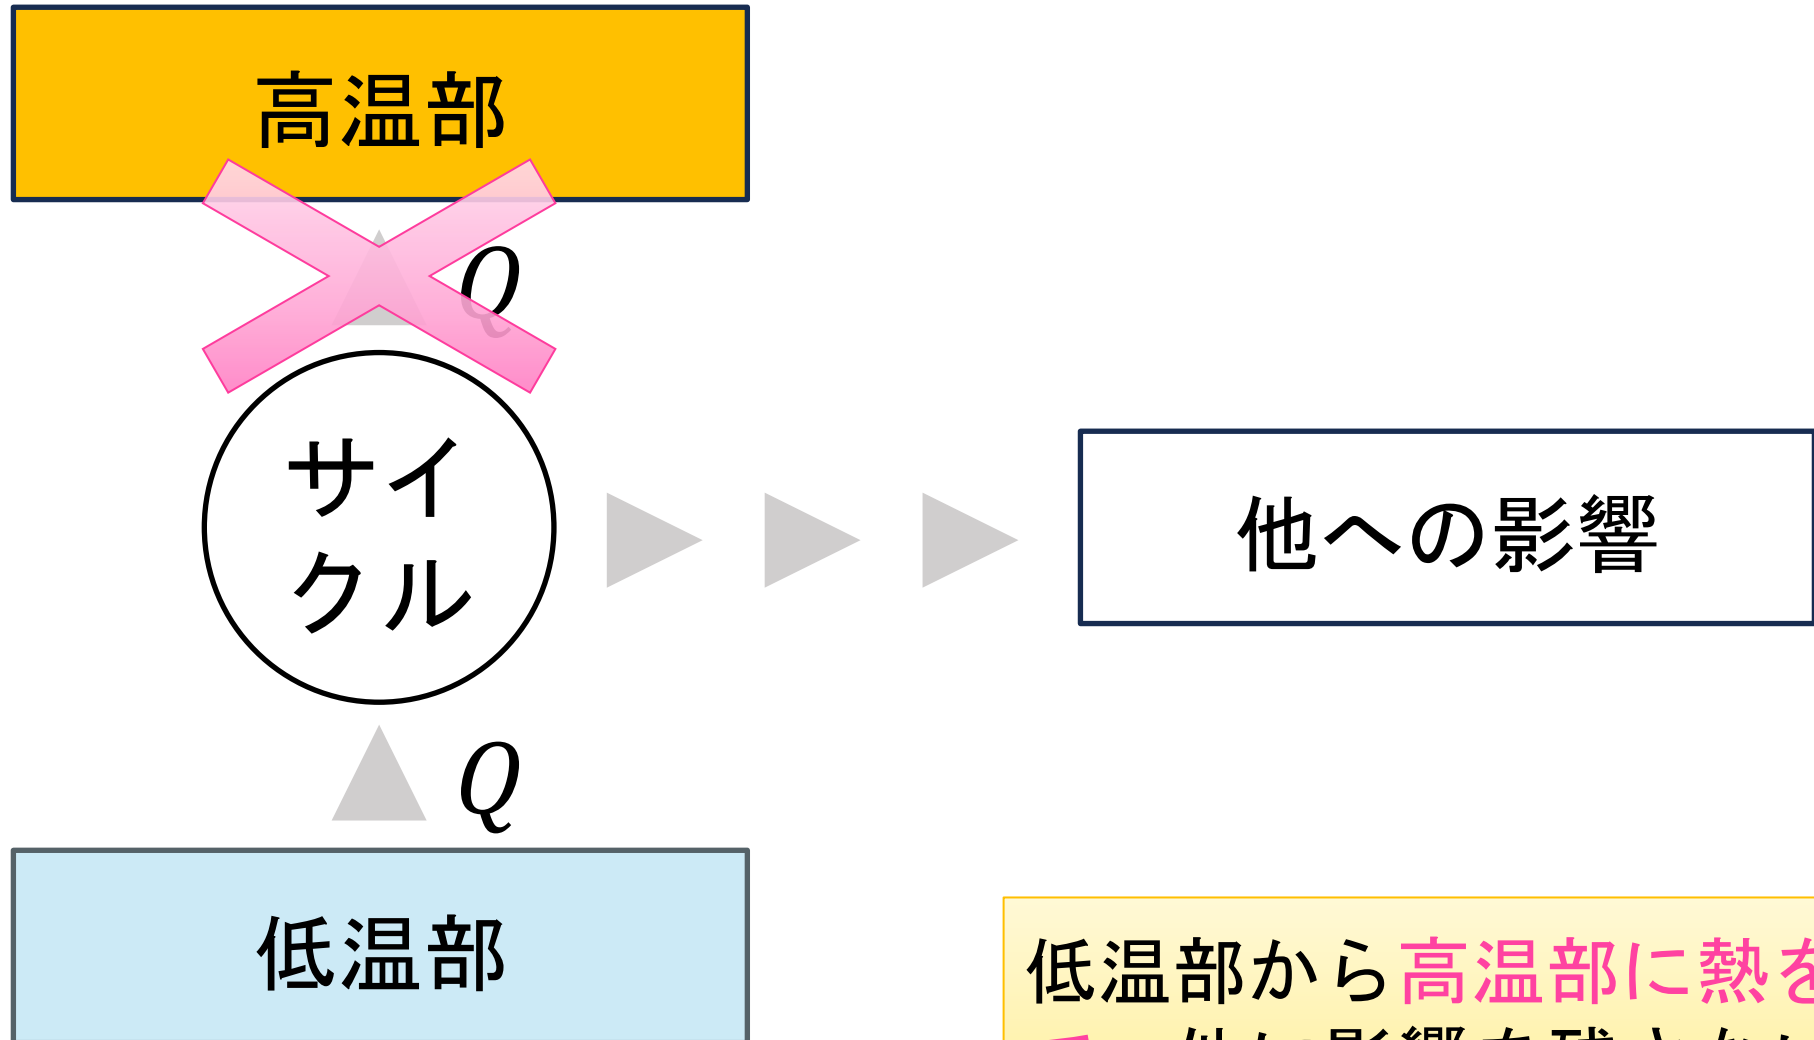 高温部
Q
サイ
クル
他への影響
Q
低温部
低温部から高温部に熱を